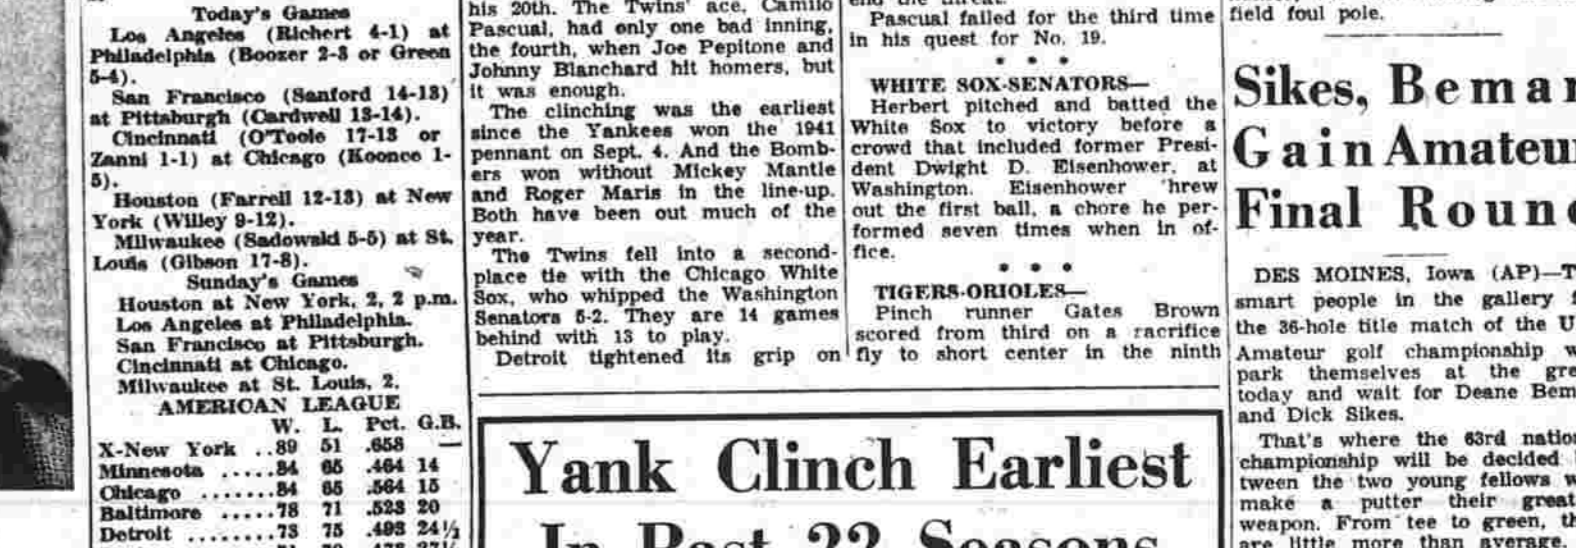 Today's Games
Los Angeles (Richert 4-1) at
Philadelphia (Boozer 2-3 or Green
5-4).
San Francisco (Sanford 14-13)
at Pittsburgh (Cardwell 13-14).
Cincinnati (O'Toole 17-13 or
Zanni 1-1) at Chicago (Koonce 1-
5).
Houston (Farrell 12-13) at New
York (Willey 9-12).
Milwaukee (Sadowski 5-5) at St.
Louis (Gibson 17-8).
Sunday's Games
Houston at New York, 2, 2 p.m.
Los Angeles at Philadelphia.
San Francisco at Pittsburgh.
Cincinnati at Chicago.
Milwaukee at St. Louis, 2.
AMERICAN LEAGUE
W. L. Pct. G.B.
X-New York ..89 51 .658 —
Minnesota .....84 65 .464 14
Chicago .......84 65 .564 15
Baltimore .....78 71 .523 20
Detroit ........73 75 .493 24½
his 20th. The Twins' ace, Camilo
Pascual, had only one bad inning,
the fourth, when Joe Pepitone and
Johnny Blanchard hit homers, but
it was enough.
The clinching was the earliest
since the Yankees won the 1941
pennant on Sept. 4. And the Bomb-
ers won without Mickey Mantle
and Roger Maris in the line-up.
Both have been out much of the
year.
The Twins fell into a second-
place tie with the Chicago White
Sox, who whipped the Washington
Senators 5-2. They are 14 games
behind with 13 to play.
Detroit tightened its grip on
Pascual failed for the third time
in his quest for No. 19.
• • •
WHITE SOX-SENATORS—
Herbert pitched and batted the
White Sox to victory before a
crowd that included former Presi-
dent Dwight D. Eisenhower, at
Washington. Eisenhower 'hrew
out the first ball, a chore he per-
formed seven times when in of-
fice.
• • •
TIGERS-ORIOLES—
Pinch runner Gates Brown
scored from third on a racrifice
fly to short center in the ninth
Yank Clinch Earliest
In Past 22 Seasons
field foul pole.
Sikes, Beman
Gain Amateur
Final Round
DES MOINES, Iowa (AP)—T
smart people in the gallery f
the 36-hole title match of the U
Amateur golf championship w
park themselves at the gre
today and wait for Deane Bem
and Dick Sikes.
That's where the 63rd nation
championship will be decided
tween the two young fellows w
make a putter their great
weapon. From tee to green, th
are little more than average.